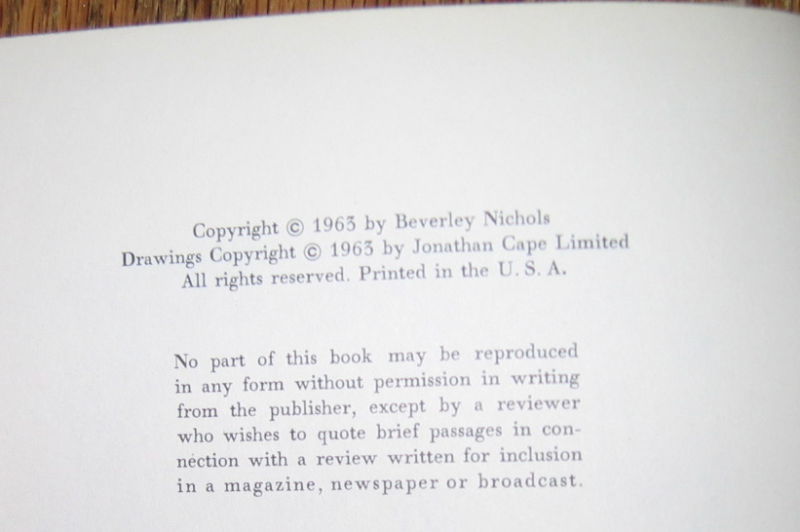 Copyright © 1963 by Beverley Nichols
Drawings Copyright © 1963 by Jonathan Cape Limited
All rights reserved. Printed in the U. S. A.
No part of this book may be reproduced
in any form without permission in writing
from the publisher, except by a reviewer
who wishes to quote brief passages in con-
nection with a review written for inclusion
in a magazine, newspaper or broadcast.